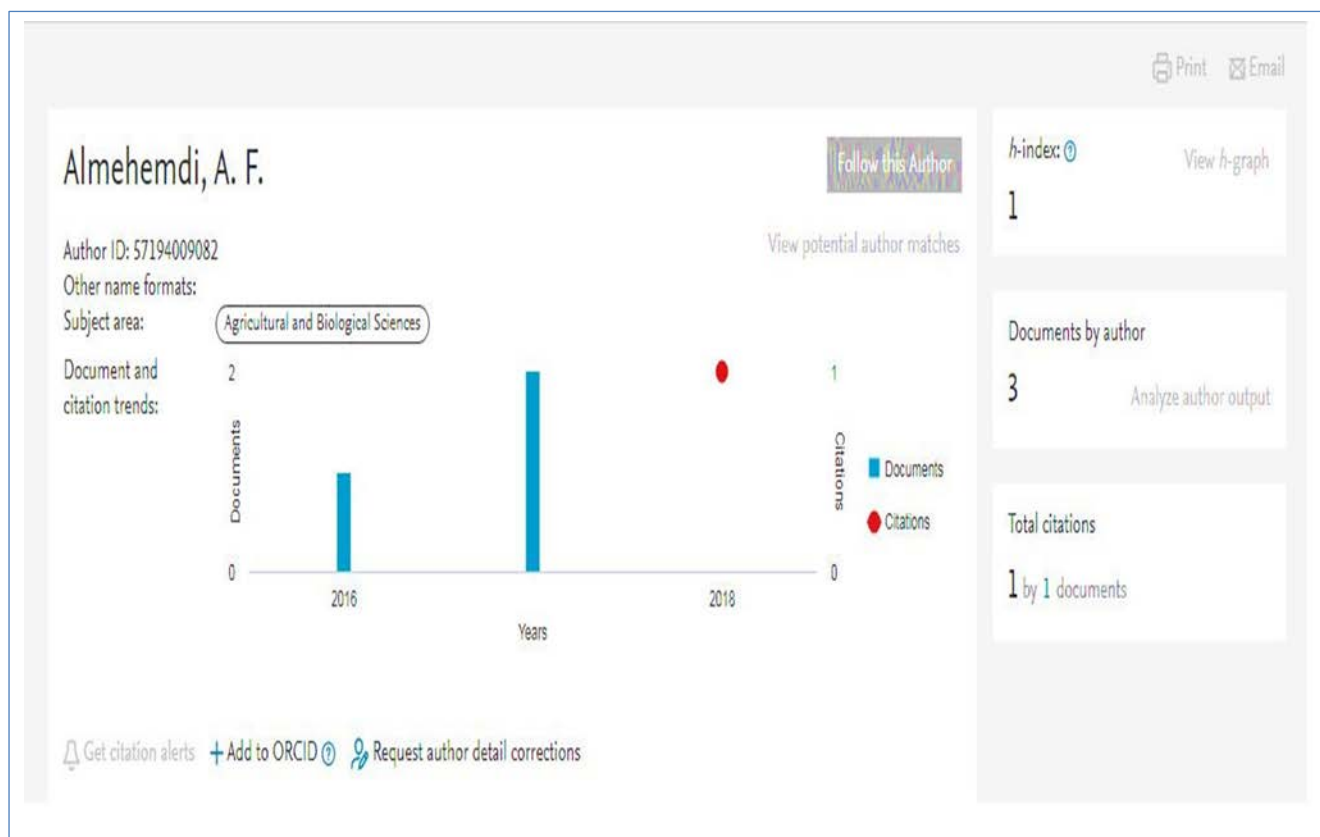 Print Email
Almehemdi, A. F.
Follow this Author
Author ID: 57194009082
View potential author matches
Other name formats:
Subject area: Agricultural and Biological Sciences
Document and
citation trends:
2
Documents
0
2016
2018
Years
1
Citations
0
Documents
Citations
Get citation alerts + Add to ORCID ? Request author detail corrections
h-index: ?
View h-graph
1
Documents by author
3
Analyze author output
Total citations
1 by 1 documents